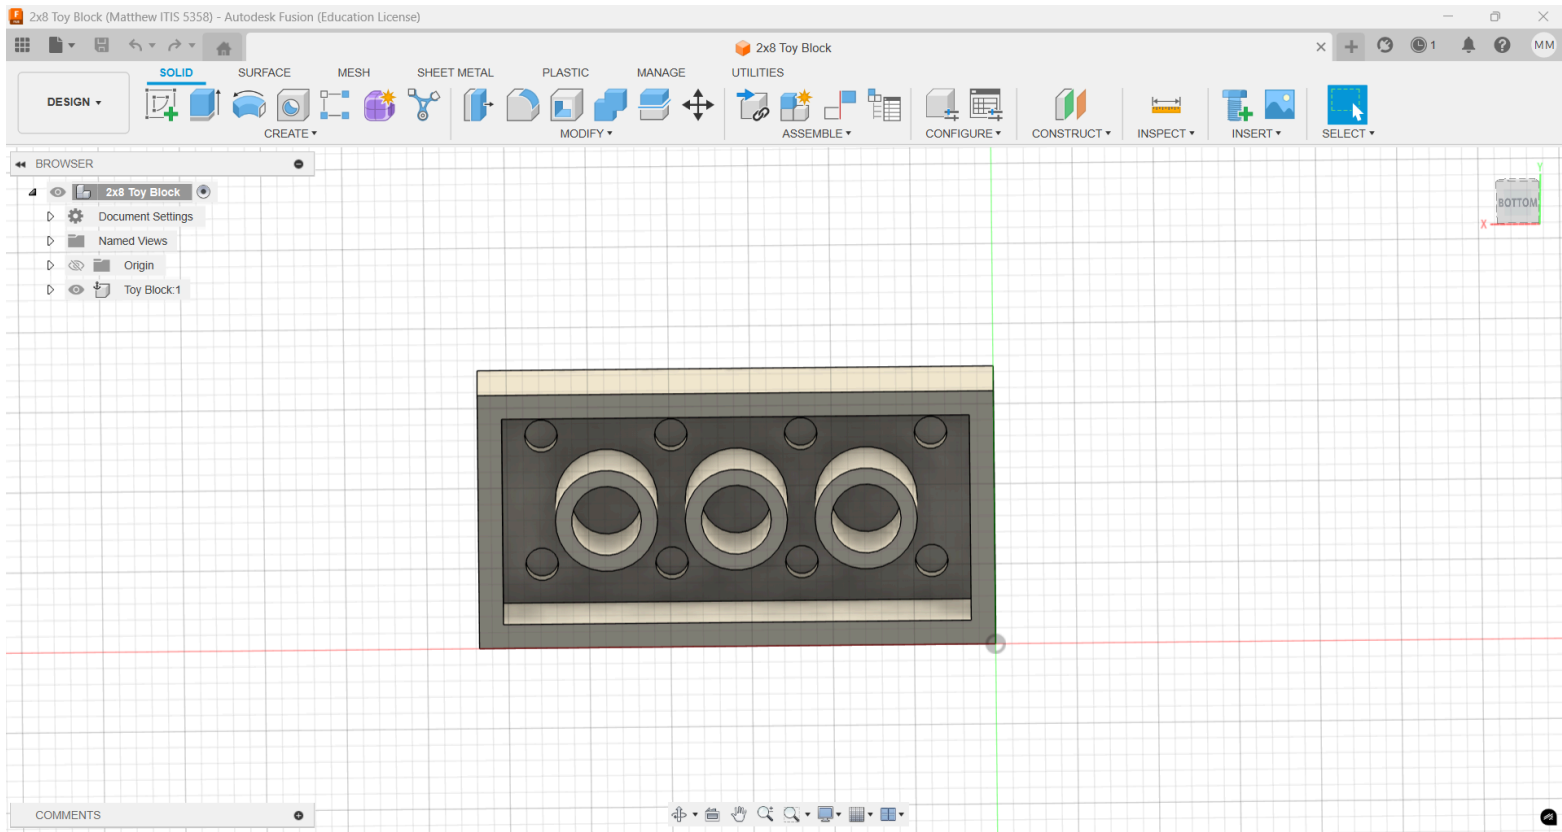 2x8 Toy Block (Matthew ITIS 5358) - Autodesk Fusion (Education License)
2x8 Toy Block
1
MM
DESIGN
SOLID SURFACE MESH SHEET METAL PLASTIC MANAGE UTILITIES
CREATE MODIFY ASSEMBLE CONFIGURE CONSTRUCT INSPECT INSERT SELECT
BROWSER
2x8 Toy Block
Document Settings
Named Views
Origin
Toy Block:1
Y
BOTTOM
X
COMMENTS